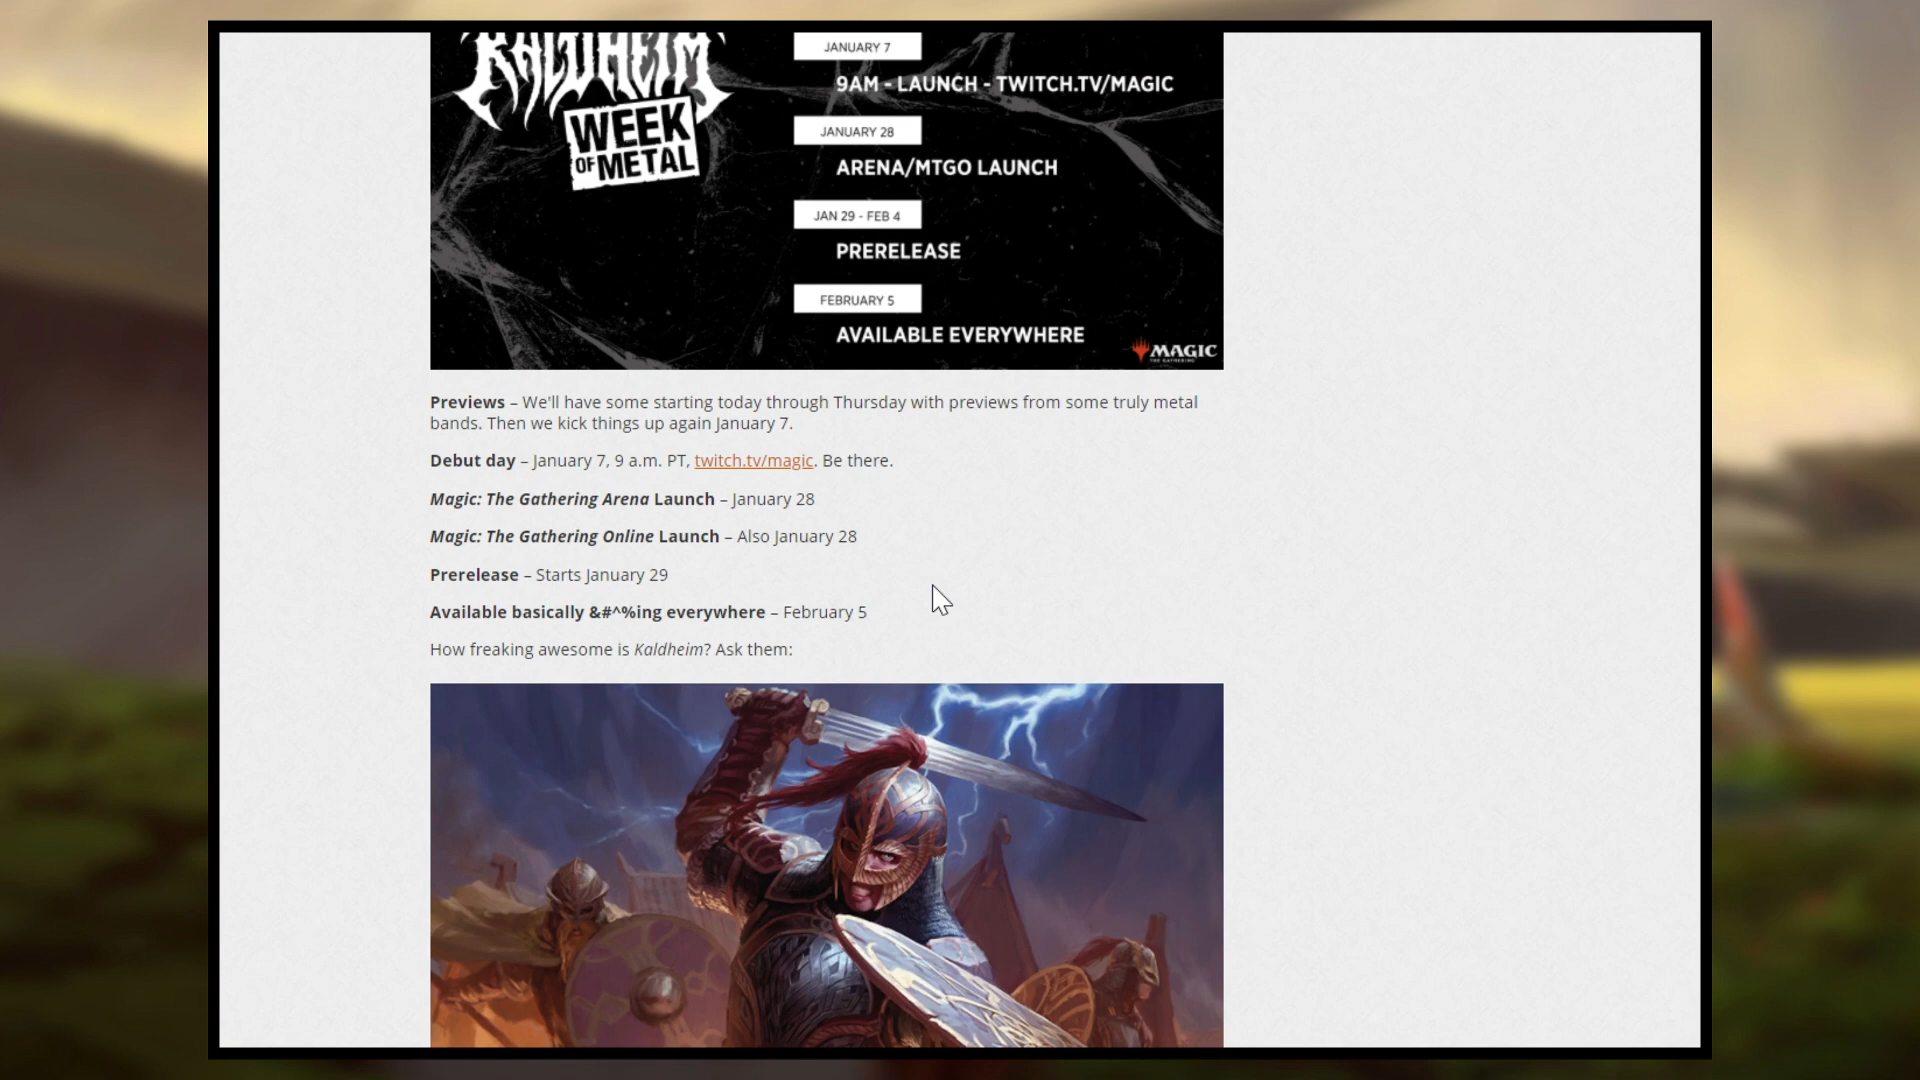 KALDHEIM
WEEK
OF METAL
JANUARY 7
9AM - LAUNCH - TWITCH.TV/MAGIC
JANUARY 28
ARENA/MTGO LAUNCH
JAN 29 - FEB 4
PRERELEASE
FEBRUARY 5
AVAILABLE EVERYWHERE
MAGIC
THE GATHERING
Previews – We'll have some starting today through Thursday with previews from some truly metal
bands. Then we kick things up again January 7.
Debut day – January 7, 9 a.m. PT, twitch.tv/magic. Be there.
Magic: The Gathering Arena Launch – January 28
Magic: The Gathering Online Launch – Also January 28
Prerelease – Starts January 29
Available basically &#^%ing everywhere – February 5
How freaking awesome is Kaldheim? Ask them: